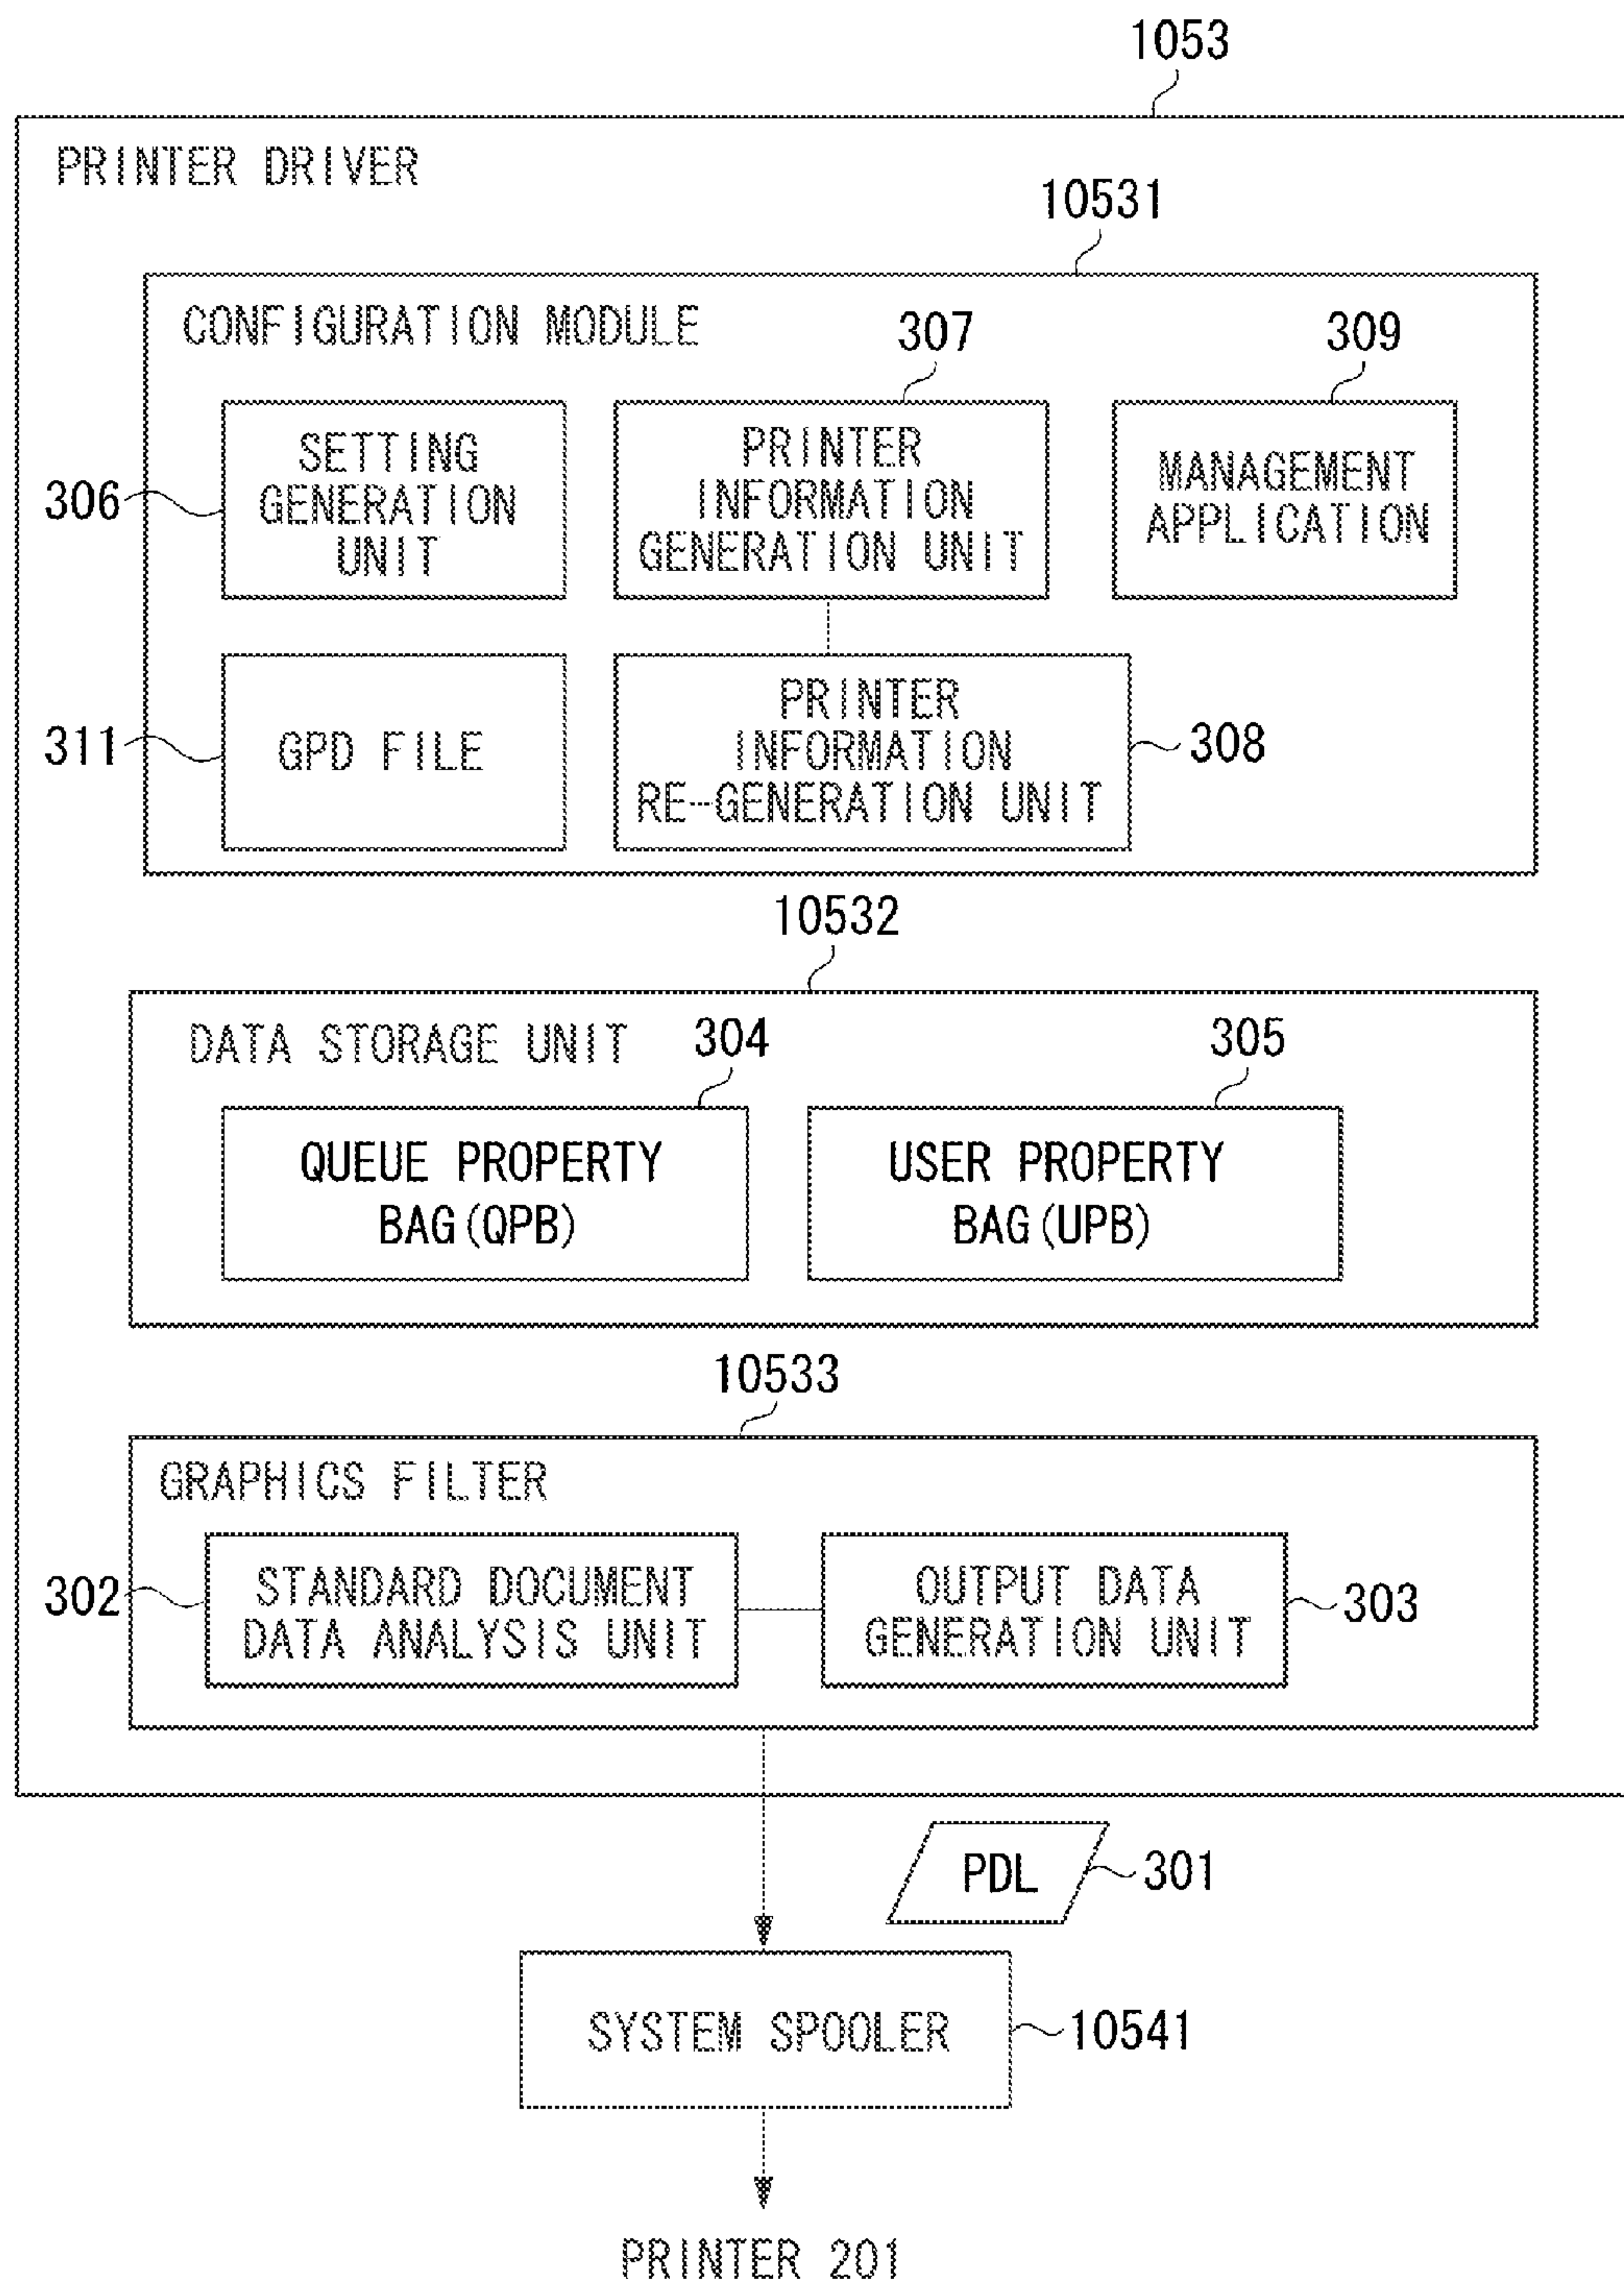 1053
PRINTER DRIVER
10531
CONFIGURATION MODULE
307
309
306
SETTING
GENERATION
UNIT
PRINTER
INFORMATION
GENERATION UNIT
MANAGEMENT
APPLICATION
311
GPD FILE
PRINTER
INFORMATION
RE-GENERATION UNIT
308
10532
DATA STORAGE UNIT
304
305
QUEUE PROPERTY
BAG(QPB)
USER PROPERTY
BAG(UPB)
10533
GRAPHICS FILTER
302
STANDARD DOCUMENT
DATA ANALYSIS UNIT
OUTPUT DATA
GENERATION UNIT
303
PDL
301
SYSTEM SPOOLER
10541
PRINTER 201